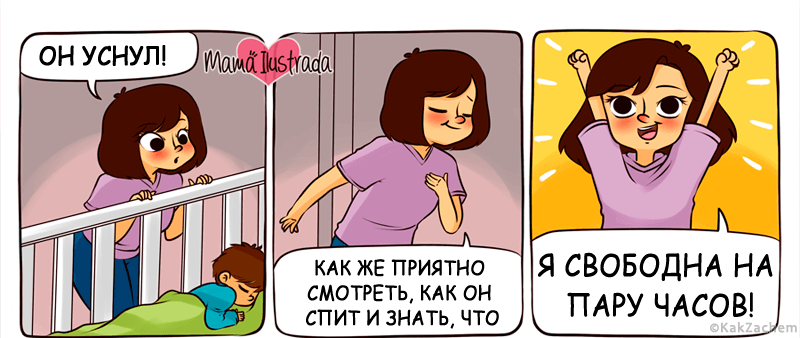 ОН УСНУЛ!
Mamá Ilustrada
КАК ЖЕ ПРИЯТНО
СМОТРЕТЬ, КАК ОН
СПИТ И ЗНАТЬ, ЧТО
Я СВОБОДНА НА
ПАРУ ЧАСОВ!
©KakZachem